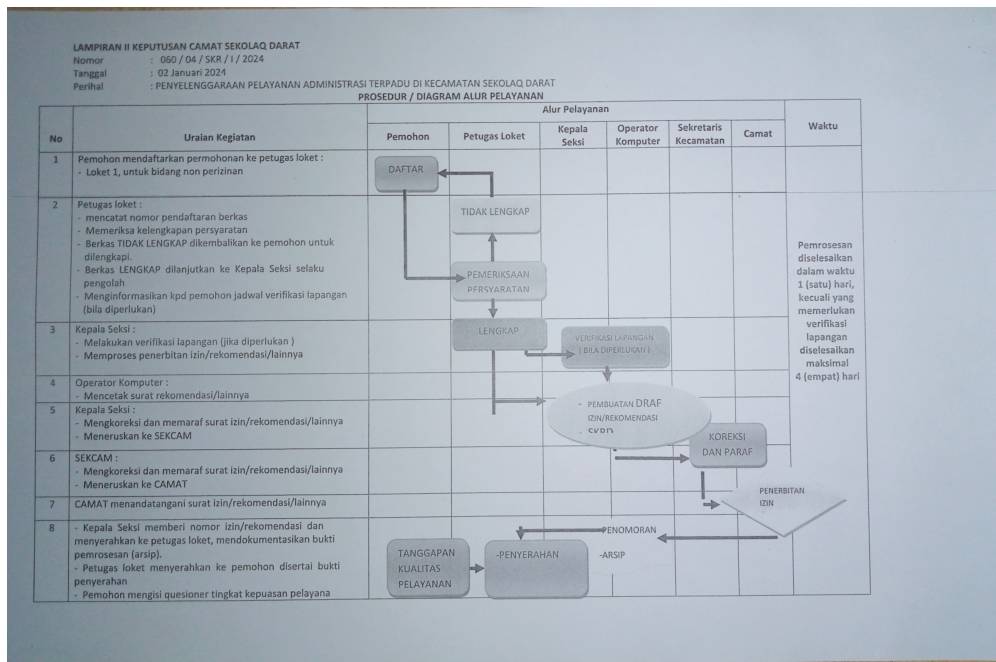 LAMPIRAN II KEPUTUSAN CAMAT SEKOLAQ DARAT
Nomor : 060 / 04 / SKR / I / 2024
Tanggal : 02 Januari 2024
Perihal : PENYELENGGARAAN PELAYANAN ADMINISTRASI TERPADU DI KECAMATAN SEKOLAQ DARAT
PROSEDUR / DIAGRAM ALUR PELAYANAN
No
Uraian Kegiatan
Alur Pelayanan
Waktu
Pemohon
Petugas Loket
Kepala
Seksi
Operator
Komputer
Sekretaris
Kecamatan
Camat
1
Pemohon mendaftarkan permohonan ke petugas loket :
- Loket 1, untuk bidang non perizinan
DAFTAR
2
Petugas loket :
- mencatat nomor pendaftaran berkas
- Memeriksa kelengkapan persyaratan
- Berkas TIDAK LENGKAP dikembalikan ke pemohon untuk
dilengkapi.
- Berkas LENGKAP dilanjutkan ke Kepala Seksi selaku
pengolah
- Menginformasikan kpd pemohon jadwal verifikasi lapangan
(bila diperlukan)
TIDAK LENGKAP
PEMERIKSAAN
PERSYARATAN
Pemrosesan
diselesaikan
dalam waktu
1 (satu) hari,
kecuali yang
memerlukan
verifikasi
lapangan
diselesaikan
maksimal
4 (empat) hari
3
Kepala Seksi :
- Melakukan verifikasi lapangan (jika diperlukan )
- Memproses penerbitan izin/rekomendasi/lainnya
LENGKAP
VERIFIKASI LAPANGAN
( BILA DIPERLUKAN )
4
Operator Komputer :
- Mencetak surat rekomendasi/lainnya
5
Kepala Seksi :
- Mengkoreksi dan memaraf surat izin/rekomendasi/lainnya
- Meneruskan ke SEKCAM
- PEMBUATAN DRAF
IZIN/REKOMENDASI
KOREKSI
DAN PARAF
6
SEKCAM :
- Mengkoreksi dan memaraf surat izin/rekomendasi/lainnya
- Meneruskan ke CAMAT
7
CAMAT menandatangani surat izin/rekomendasi/lainnya
PENERBITAN
IZIN
8
- Kepala Seksi memberi nomor izin/rekomendasi dan
menyerahkan ke petugas loket, mendokumentasikan bukti
pemrosesan (arsip).
- Petugas loket menyerahkan ke pemohon disertai bukti
penyerahan
- Pemohon mengisi quesioner tingkat kepuasan pelayana
TANGGAPAN
KUALITAS
PELAYANAN
-PENYERAHAN
PENOMORAN
-ARSIP